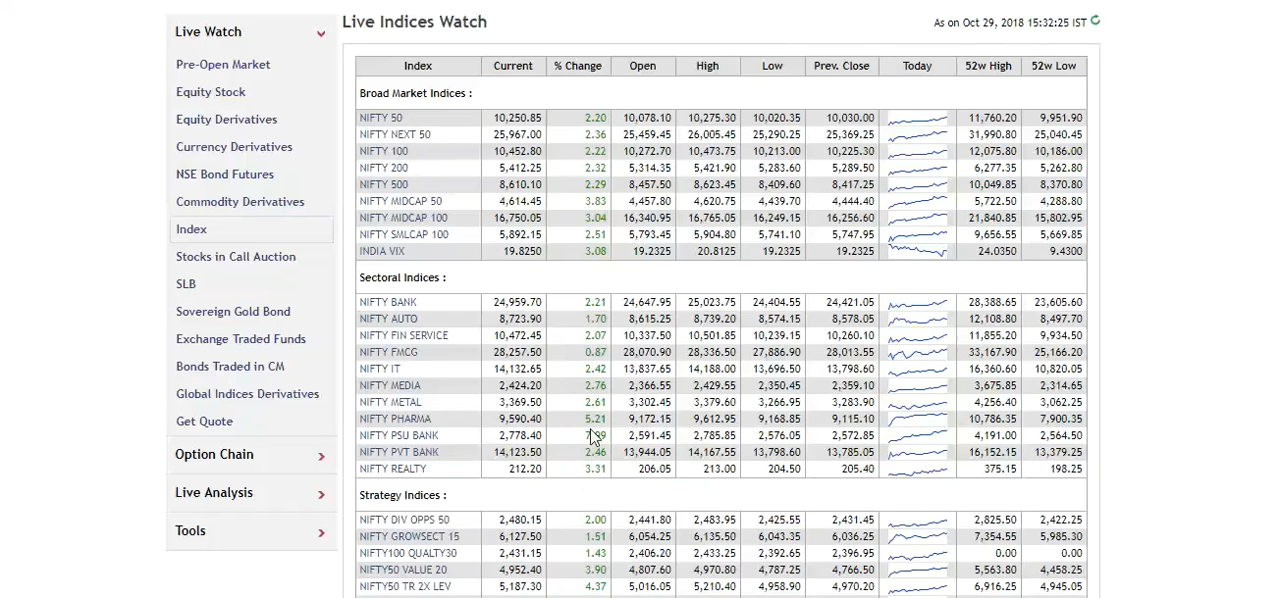 Live Indices Watch
As on Oct 29, 2018 15:32:25 IST
Live Watch
Pre-Open Market
Equity Stock
Equity Derivatives
Currency Derivatives
NSE Bond Futures
Commodity Derivatives
Index
Stocks in Call Auction
SLB
Sovereign Gold Bond
Exchange Traded Funds
Bonds Traded in CM
Global Indices Derivatives
Get Quote
Option Chain
Live Analysis
Tools
Index Current % Change Open High Low Prev. Close Today 52w High 52w Low
Broad Market Indices :
NIFTY 50 10,250.85 2.20 10,078.10 10,275.30 10,020.35 10,030.00 11,760.20 9,951.90
NIFTY NEXT 50 25,967.00 2.36 25,459.45 26,005.45 25,290.25 25,369.25 31,990.80 25,040.45
NIFTY 100 10,452.80 2.22 10,272.70 10,473.75 10,213.00 10,225.30 12,075.80 10,186.00
NIFTY 200 5,412.25 2.32 5,314.35 5,421.90 5,283.60 5,289.50 6,277.35 5,262.80
NIFTY 500 8,610.10 2.29 8,457.50 8,623.45 8,409.60 8,417.25 10,049.85 8,370.80
NIFTY MIDCAP 50 4,614.45 3.83 4,457.80 4,620.75 4,439.70 4,444.40 5,722.50 4,288.80
NIFTY MIDCAP 100 16,750.05 3.04 16,340.95 16,765.05 16,249.15 16,256.60 21,840.85 15,802.95
NIFTY SMLCAP 100 5,892.15 2.51 5,793.45 5,904.80 5,741.10 5,747.95 9,656.55 5,669.85
INDIA VIX 19.8250 3.08 19.2325 20.8125 19.2325 19.2325 24.0350 9.4300
Sectoral Indices :
NIFTY BANK 24,959.70 2.21 24,647.95 25,023.75 24,404.55 24,421.05 28,388.65 23,605.60
NIFTY AUTO 8,723.90 1.70 8,615.25 8,739.20 8,574.15 8,578.05 12,108.80 8,497.70
NIFTY FIN SERVICE 10,472.45 2.07 10,337.50 10,501.85 10,239.15 10,260.10 11,855.20 9,934.50
NIFTY FMCG 28,257.50 0.87 28,070.90 28,336.50 27,886.90 28,013.55 33,167.90 25,166.20
NIFTY IT 14,132.65 2.42 13,837.65 14,188.00 13,696.50 13,798.60 16,360.60 10,820.05
NIFTY MEDIA 2,424.20 2.76 2,366.55 2,429.55 2,350.45 2,359.10 3,675.85 2,314.65
NIFTY METAL 3,369.50 2.61 3,302.45 3,379.60 3,266.95 3,283.90 4,256.40 3,062.25
NIFTY PHARMA 9,590.40 5.21 9,172.15 9,612.95 9,168.85 9,115.10 10,786.35 7,900.35
NIFTY PSU BANK 2,778.40 2,591.45 2,785.85 2,576.05 2,572.85 4,191.00 2,564.50
NIFTY PVT BANK 14,123.50 2.46 13,944.05 14,167.55 13,798.60 13,785.05 16,152.15 13,379.25
NIFTY REALTY 212.20 3.31 206.05 213.00 204.50 205.40 375.15 198.25
Strategy Indices :
NIFTY DIV OPPS 50 2,480.15 2.00 2,441.80 2,483.95 2,425.55 2,431.45 2,825.50 2,422.25
NIFTY GROWSECT 15 6,127.50 1.51 6,054.25 6,135.50 6,043.35 6,036.25 7,354.55 5,985.30
NIFTY100 QUALTY30 2,431.15 1.43 2,406.20 2,433.25 2,392.65 2,396.95 0.00 0.00
NIFTY50 VALUE 20 4,952.40 3.90 4,807.60 4,970.80 4,787.25 4,766.50 5,563.80 4,458.25
NIFTY50 TR 2X LEV 5,187.30 4.37 5,016.05 5,210.40 4,958.90 4,970.20 6,916.25 4,945.05